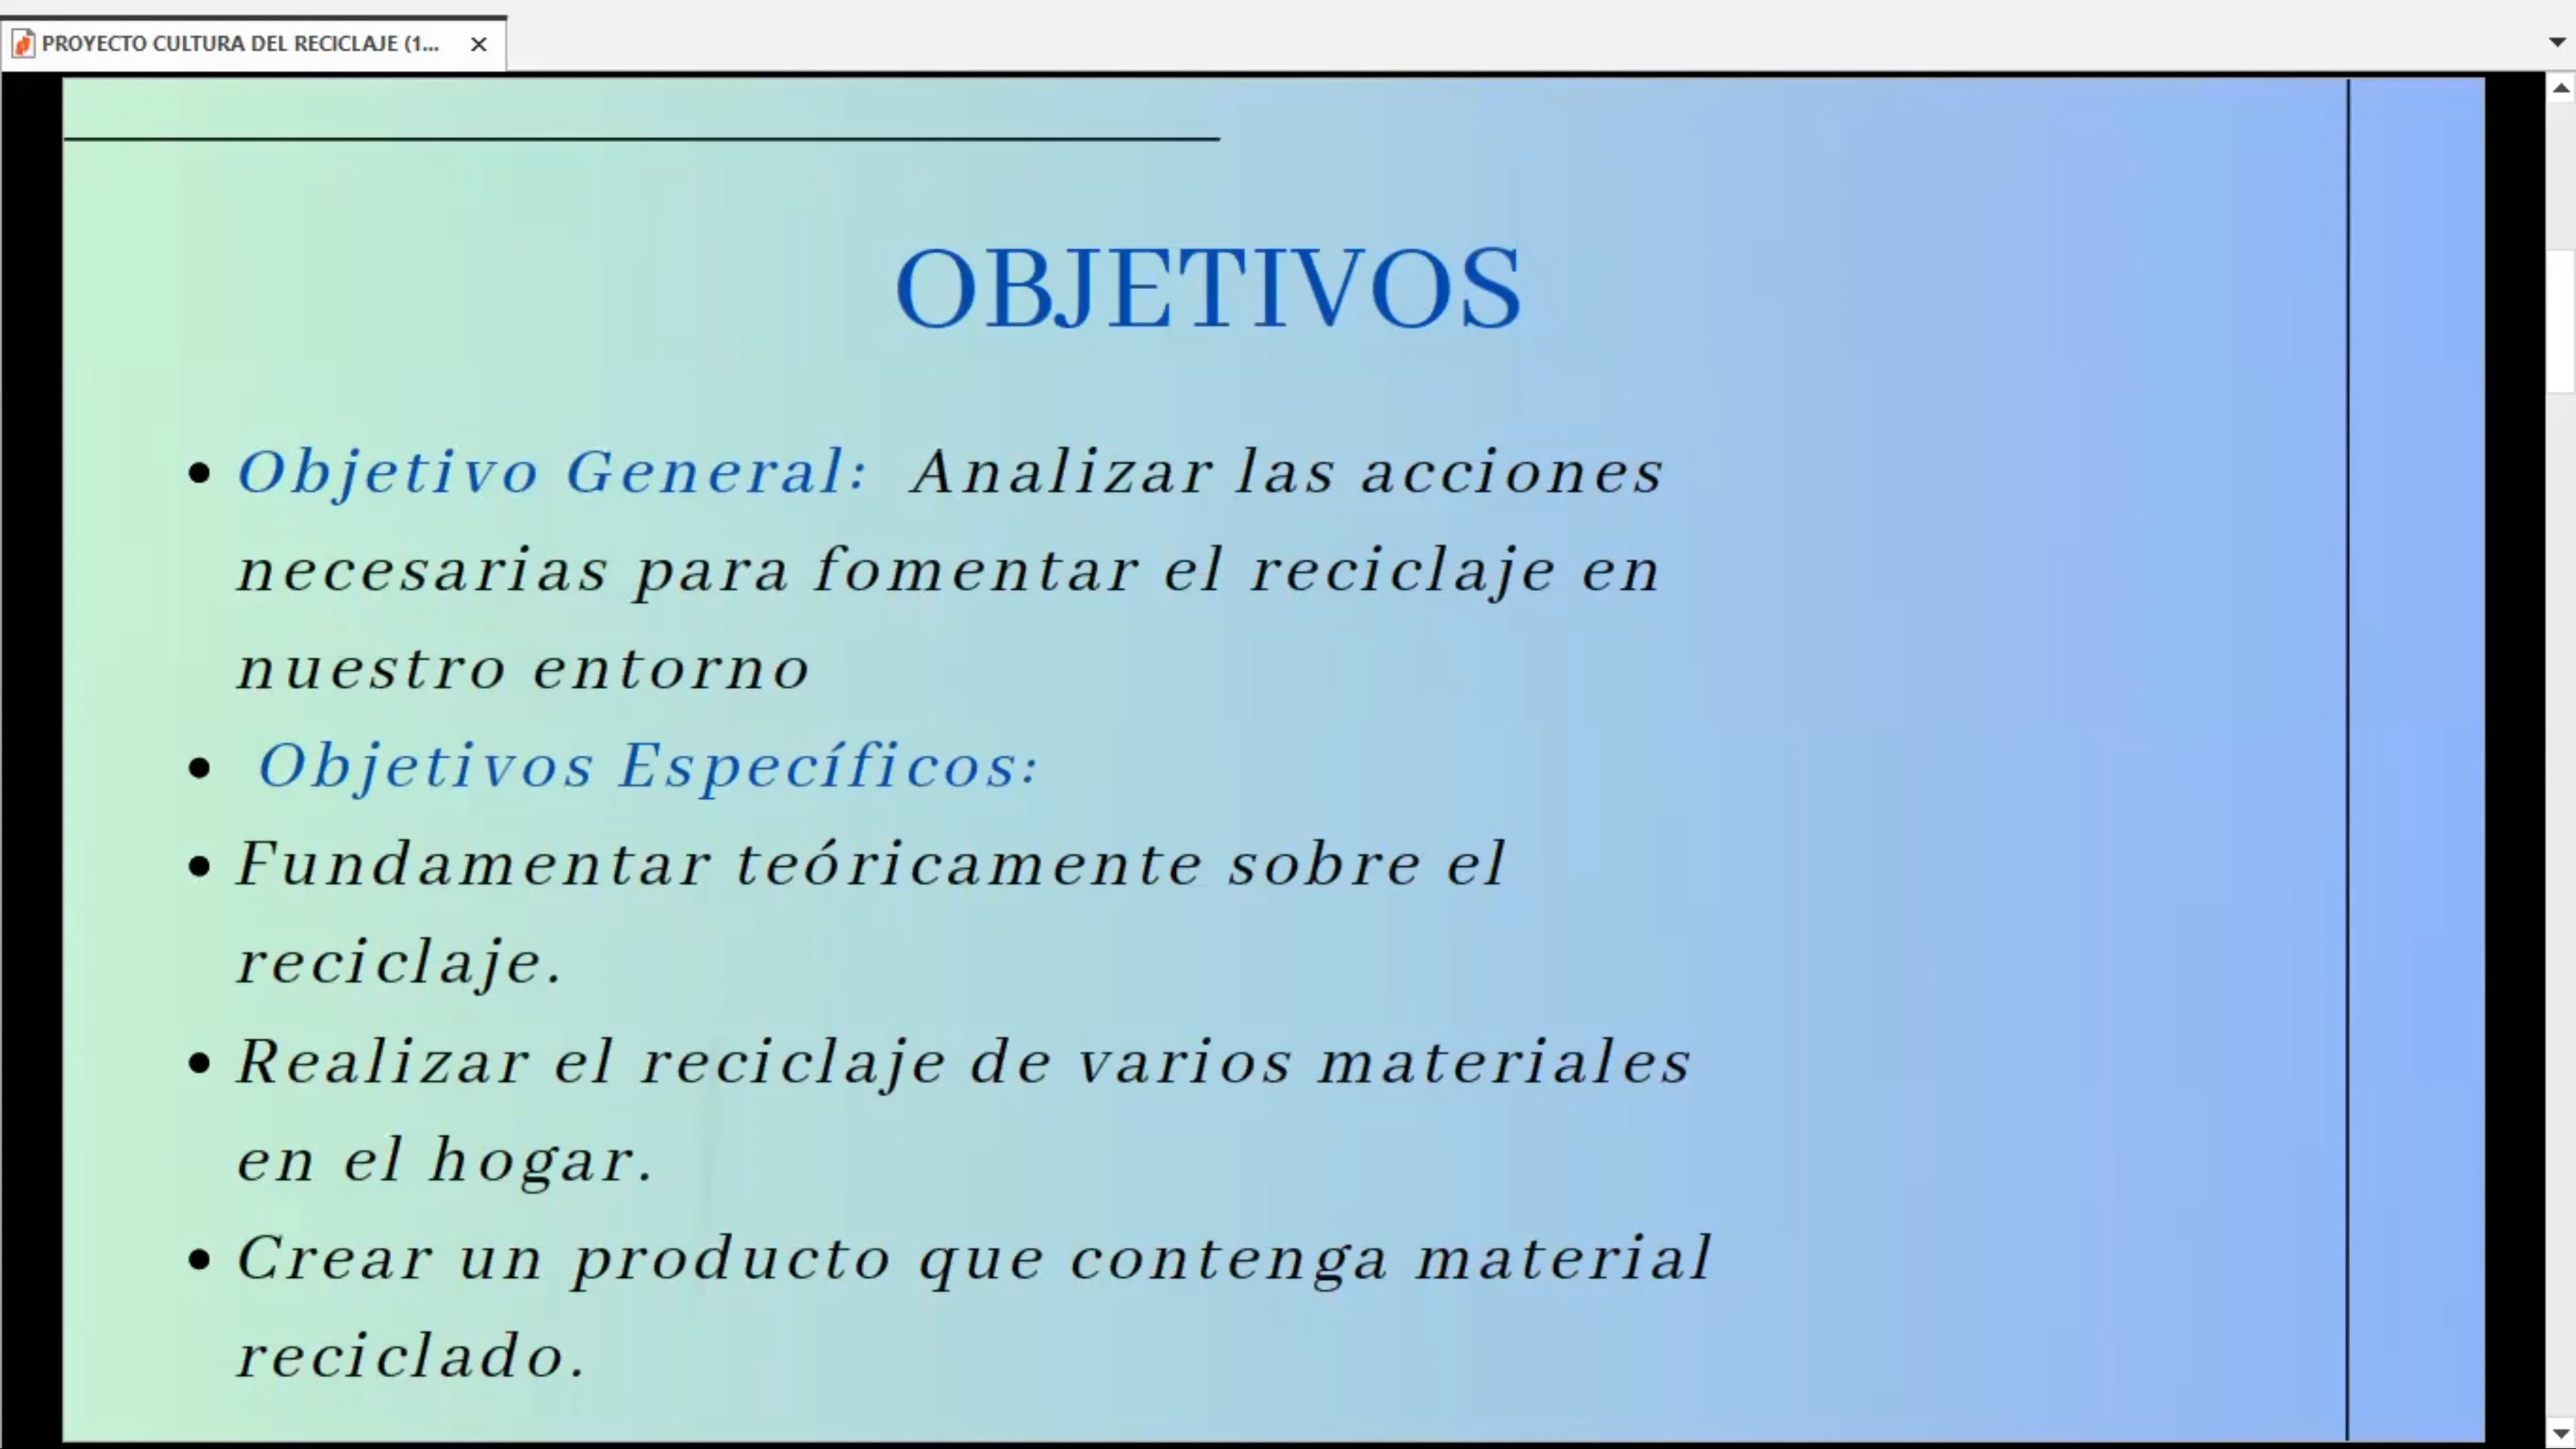 PROYECTO CULTURA DEL RECICLAJE (1...
OBJETIVOS
• Objetivo General: Analizar las acciones
necesarias para fomentar el reciclaje en
nuestro entorno
• Objetivos Específicos:
• Fundamentar teóricamente sobre el
reciclaje.
• Realizar el reciclaje de varios materiales
en el hogar.
• Crear un producto que contenga material
reciclado.